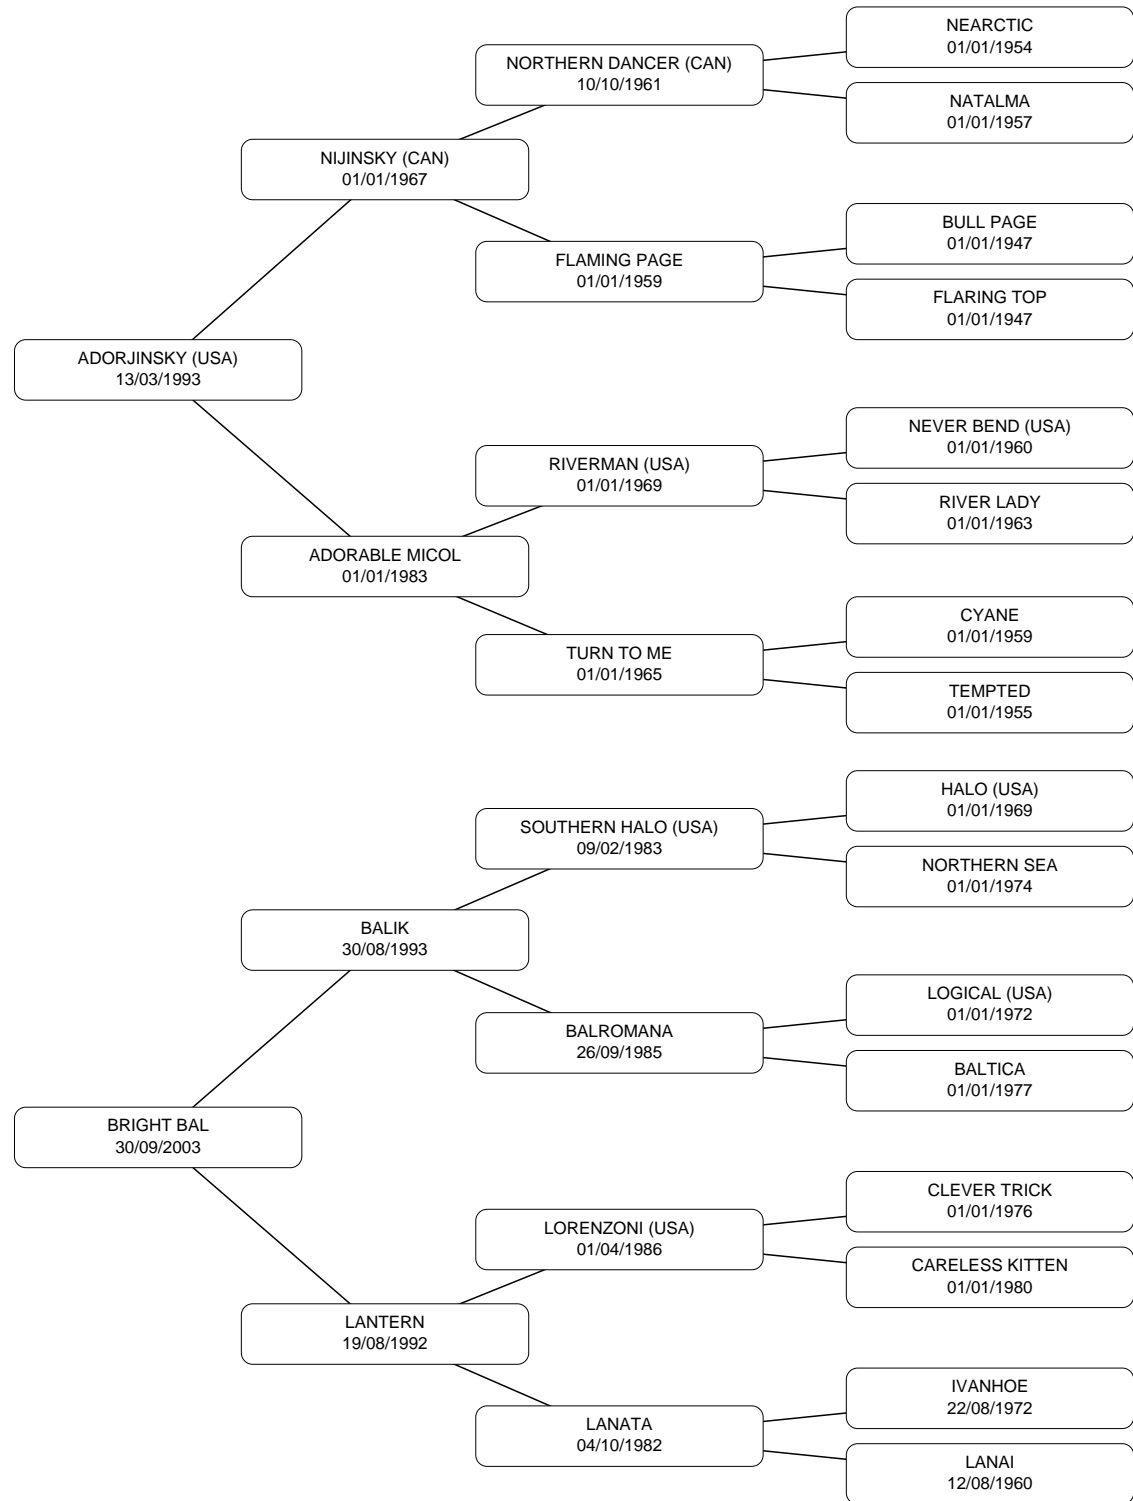 NEARCTIC
01/01/1954
NORTHERN DANCER (CAN)
10/10/1961
NATALMA
01/01/1957
NIJINSKY (CAN)
01/01/1967
BULL PAGE
01/01/1947
FLAMING PAGE
01/01/1959
FLARING TOP
01/01/1947
ADORJINSKY (USA)
13/03/1993
NEVER BEND (USA)
01/01/1960
RIVERMAN (USA)
01/01/1969
RIVER LADY
01/01/1963
ADORABLE MICOL
01/01/1983
CYANE
01/01/1959
TURN TO ME
01/01/1965
TEMPTED
01/01/1955
HALO (USA)
01/01/1969
SOUTHERN HALO (USA)
09/02/1983
NORTHERN SEA
01/01/1974
BALIK
30/08/1993
LOGICAL (USA)
01/01/1972
BALROMANA
26/09/1985
BALTICA
01/01/1977
BRIGHT BAL
30/09/2003
CLEVER TRICK
01/01/1976
LORENZONI (USA)
01/04/1986
CARELESS KITTEN
01/01/1980
LANTERN
19/08/1992
IVANHOE
22/08/1972
LANATA
04/10/1982
LANAI
12/08/1960